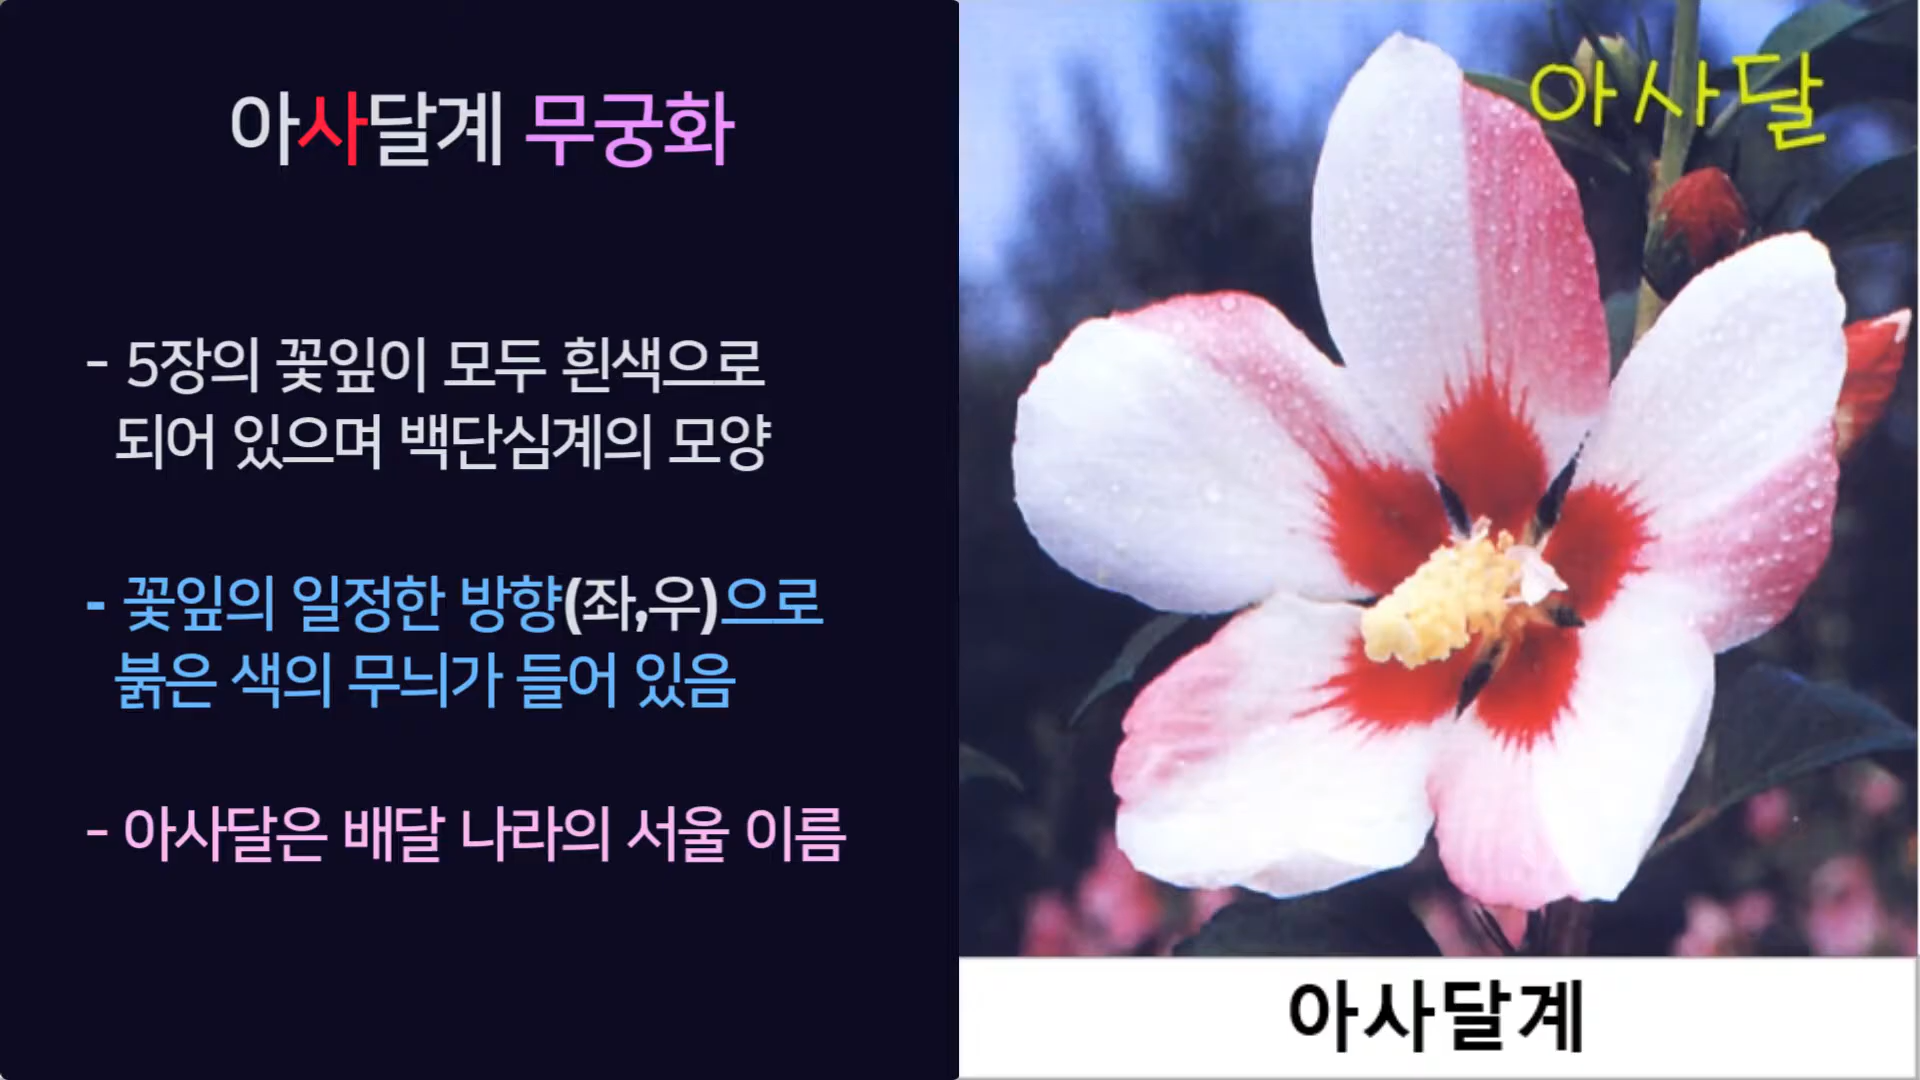 아사달계 무궁화
- 5장의 꽃잎이 모두 흰색으로
되어 있으며 백단심계의 모양
- 꽃잎의 일정한 방향(좌,우)으로
붉은 색의 무늬가 들어 있음
- 아사달은 배달 나라의 서울 이름
아사달
아사달계